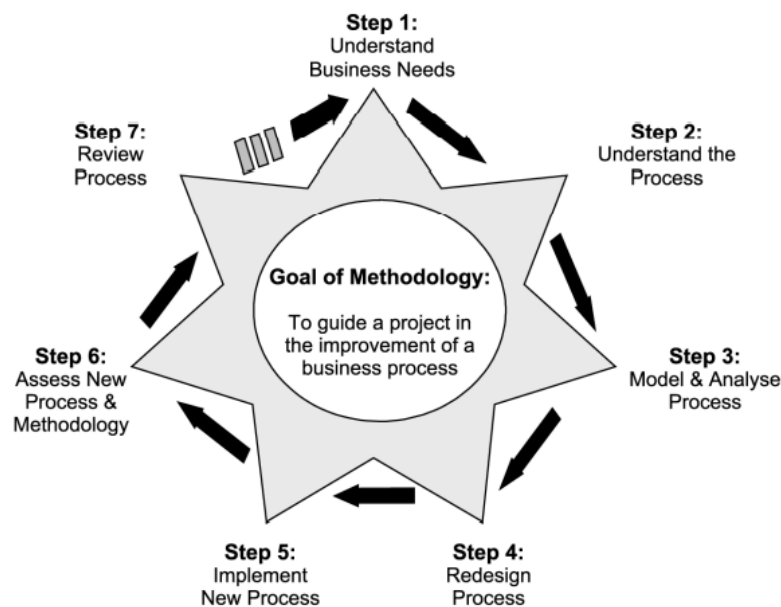 Step 1:
Understand
Business Needs
Step 2:
Understand the
Process
Step 3:
Model & Analyse
Process
Step 4:
Redesign
Process
Step 5:
Implement
New Process
Step 6:
Assess New
Process &
Methodology
Step 7:
Review
Process
Goal of Methodology:
To guide a project in
the improvement of a
business process